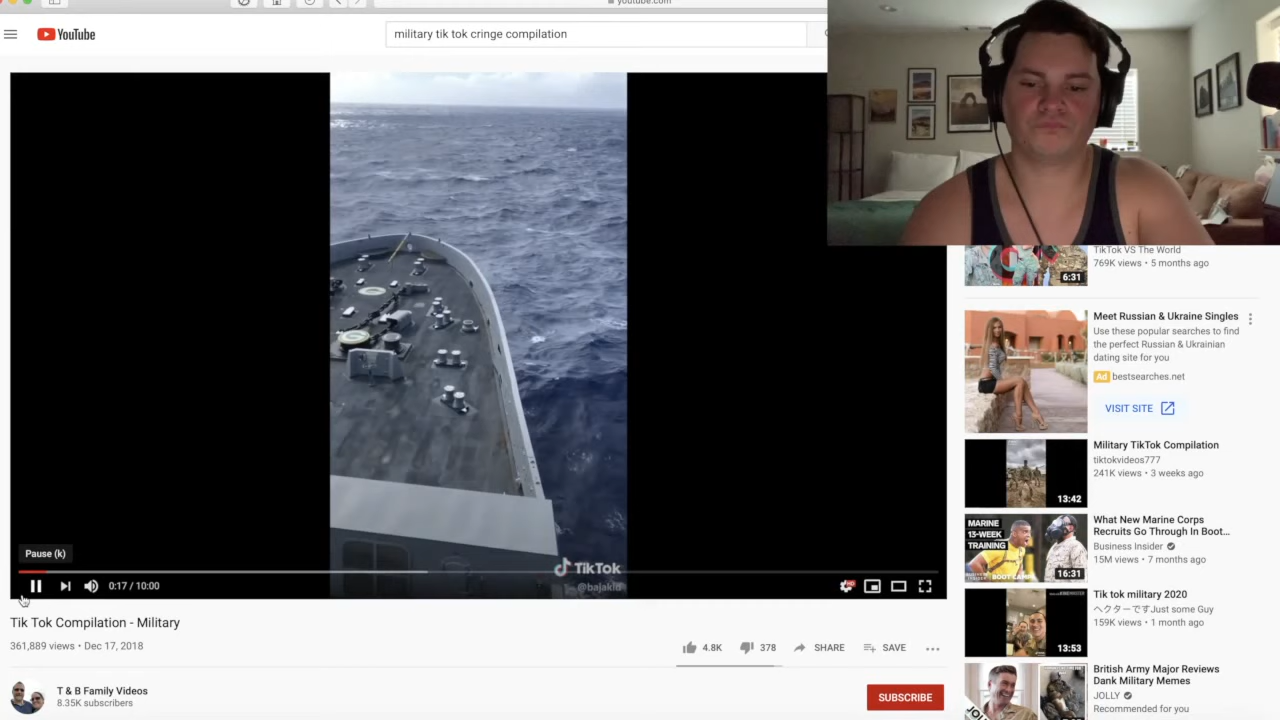 youtube.com
YouTube
military tik tok cringe compilation
Pause (k)
0:17 / 10:00
HD
TikTok
@bajakid
Tik Tok Compilation - Military
361,889 views • Dec 17, 2018
4.8K
378
SHARE
SAVE
T & B Family Videos
8.35K subscribers
SUBSCRIBE
TikTok VS The World
769K views • 5 months ago
6:31
Meet Russian & Ukraine Singles
Use these popular searches to find
the perfect Russian & Ukrainian
dating site for you
Ad bestsearches.net
VISIT SITE
Military TikTok Compilation
tiktokvideos777
241K views • 3 weeks ago
13:42
MARINE
13-WEEK
TRAINING
BOOT
16:31
What New Marine Corps
Recruits Go Through In Boot...
Business Insider
15M views • 7 months ago
Tik tok military 2020
ヘクターですJust some Guy
159K views • 1 month ago
13:53
British Army Major Reviews
Dank Military Memes
JOLLY
Recommended for you